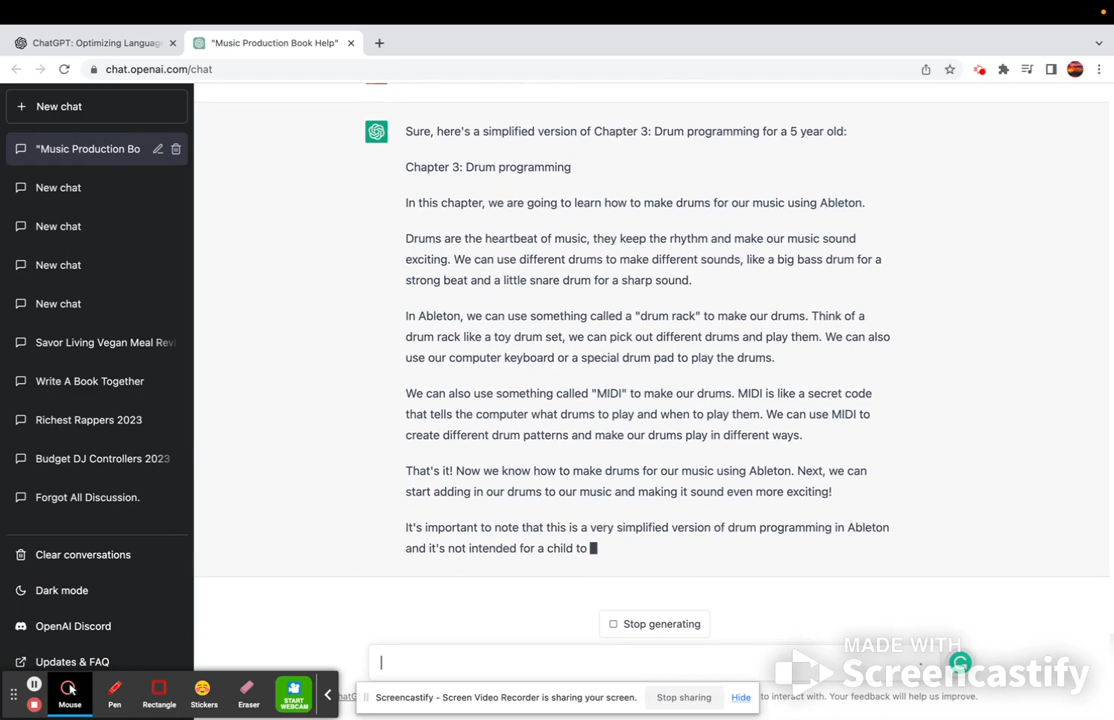 ChatGPT: Optimizing Languag
"Music Production Book Help"
chat.openai.com/chat
New chat
"Music Production Bo
New chat
New chat
New chat
New chat
Savor Living Vegan Meal Revi
Write A Book Together
Richest Rappers 2023
Budget DJ Controllers 2023
Forgot All Discussion.
Clear conversations
Dark mode
OpenAI Discord
Updates & FAQ
Sure, here's a simplified version of Chapter 3: Drum programming for a 5 year old:
Chapter 3: Drum programming
In this chapter, we are going to learn how to make drums for our music using Ableton.
Drums are the heartbeat of music, they keep the rhythm and make our music sound
exciting. We can use different drums to make different sounds, like a big bass drum for a
strong beat and a little snare drum for a sharp sound.
In Ableton, we can use something called a "drum rack" to make our drums. Think of a
drum rack like a toy drum set, we can pick out different drums and play them. We can also
use our computer keyboard or a special drum pad to play the drums.
We can also use something called "MIDI" to make our drums. MIDI is like a secret code
that tells the computer what drums to play and when to play them. We can use MIDI to
create different drum patterns and make our drums play in different ways.
That's it! Now we know how to make drums for our music using Ableton. Next, we can
start adding in our drums to our music and making it sound even more exciting!
It's important to note that this is a very simplified version of drum programming in Ableton
and it's not intended for a child to
Stop generating
to interact with. Your feedback will help us improve.
Screencastify - Screen Video Recorder is sharing your screen.
Stop sharing
Hide
Mouse
Pen
Rectangle
Stickers
Eraser
START
WEBCAM
MADE WITH
Screencastify